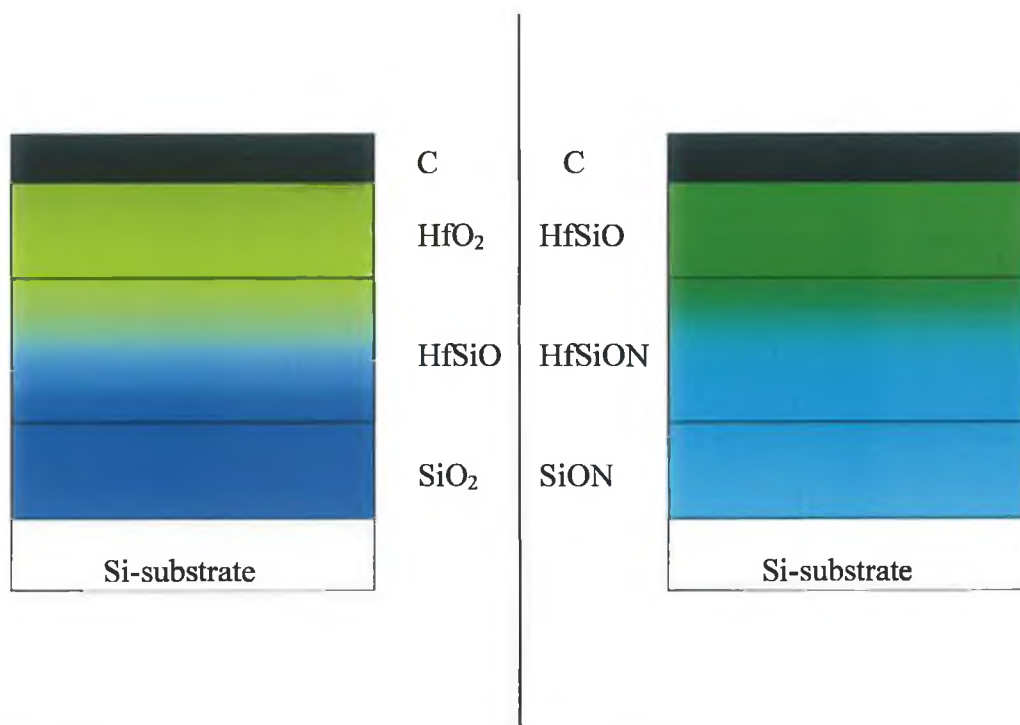 C
HfO₂
HfSiO
SiO₂
Si-substrate
C
HfSiO
HfSiON
SiON
Si-substrate